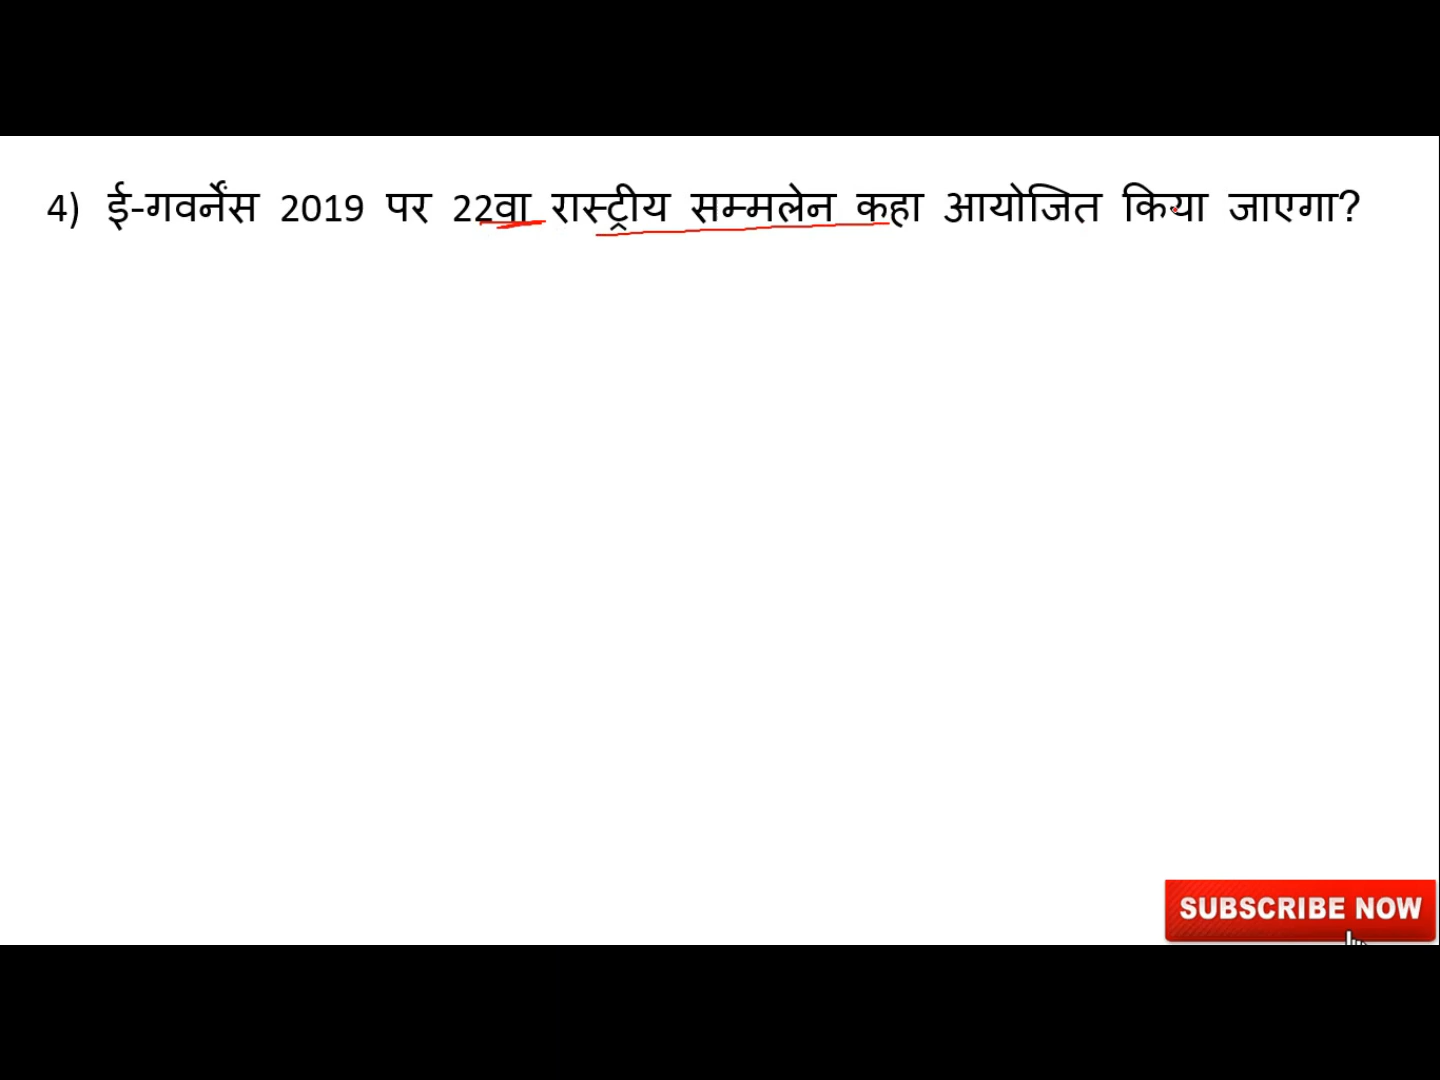 4) ई-गवर्नेंस 2019 पर 22वा रास्ट्रीय सम्मलेन कहा आयोजित किया जाएगा?
SUBSCRIBE NOW